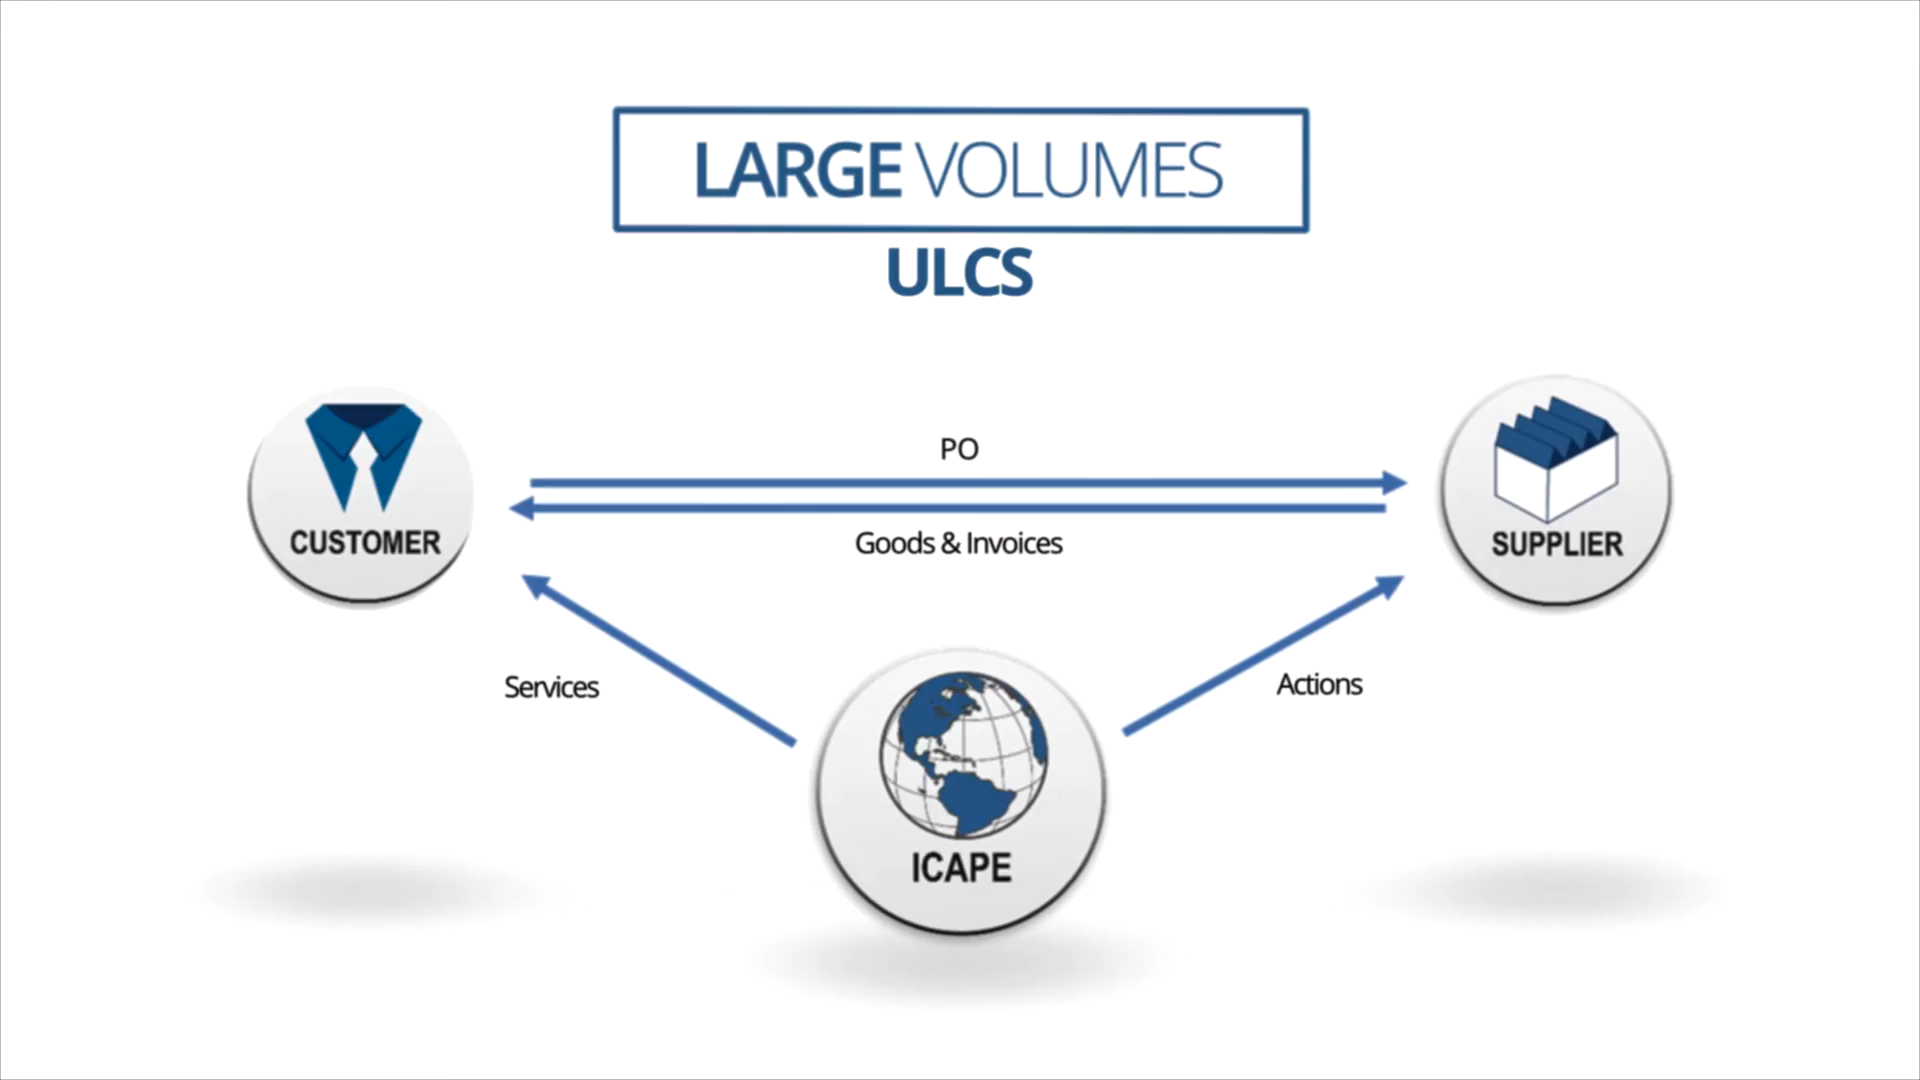 LARGE VOLUMES
ULCS
PO
Goods & Invoices
CUSTOMER
SUPPLIER
Services
Actions
ICAPE